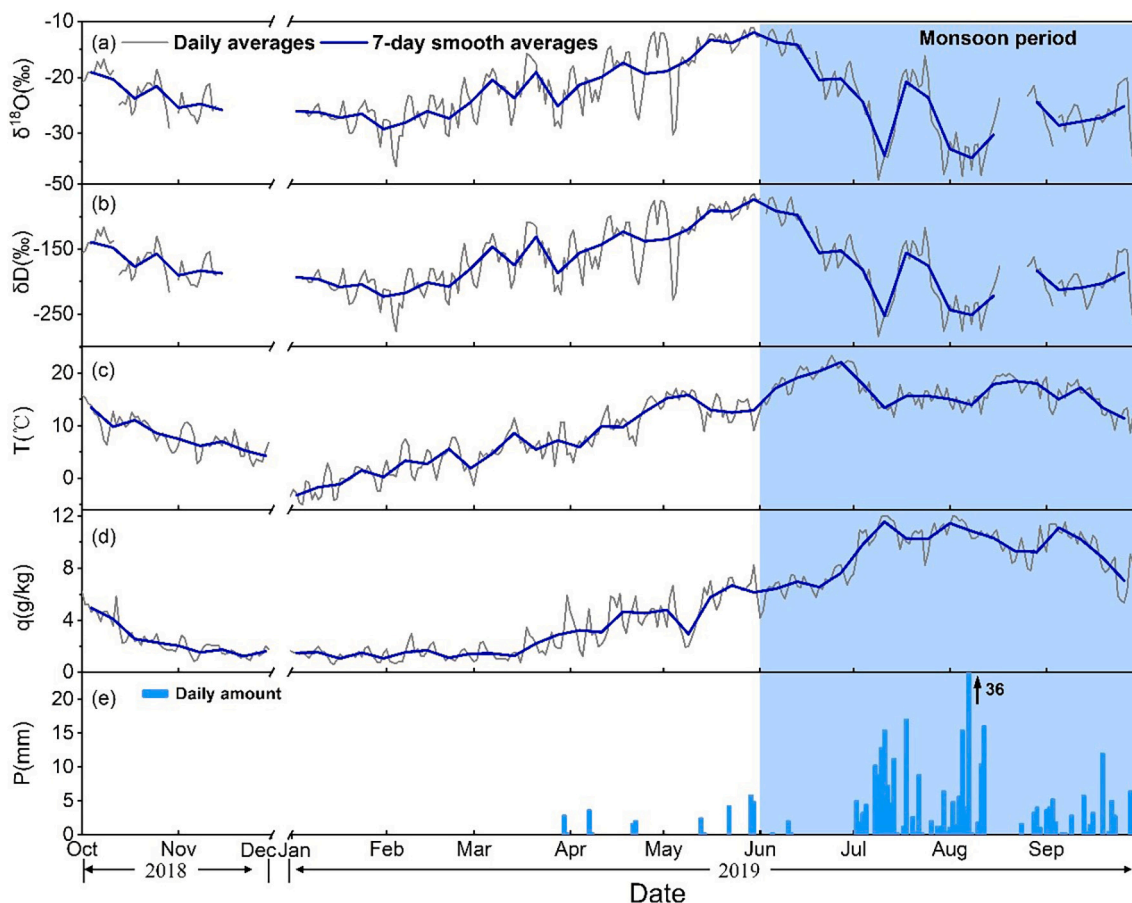 (a) Daily averages 7-day smooth averages Monsoon period
δ¹⁸O(‰)
-10
-20
-30
-50
(b)
δD(‰)
-150
-250
(c)
T(℃)
20
10
0
(d)
q(g/kg)
12
8
4
0
(e) Daily amount 36
P(mm)
20
15
10
5
0
Oct Nov Dec Jan Feb Mar Apr May Jun Jul Aug Sep
2018 2019
Date